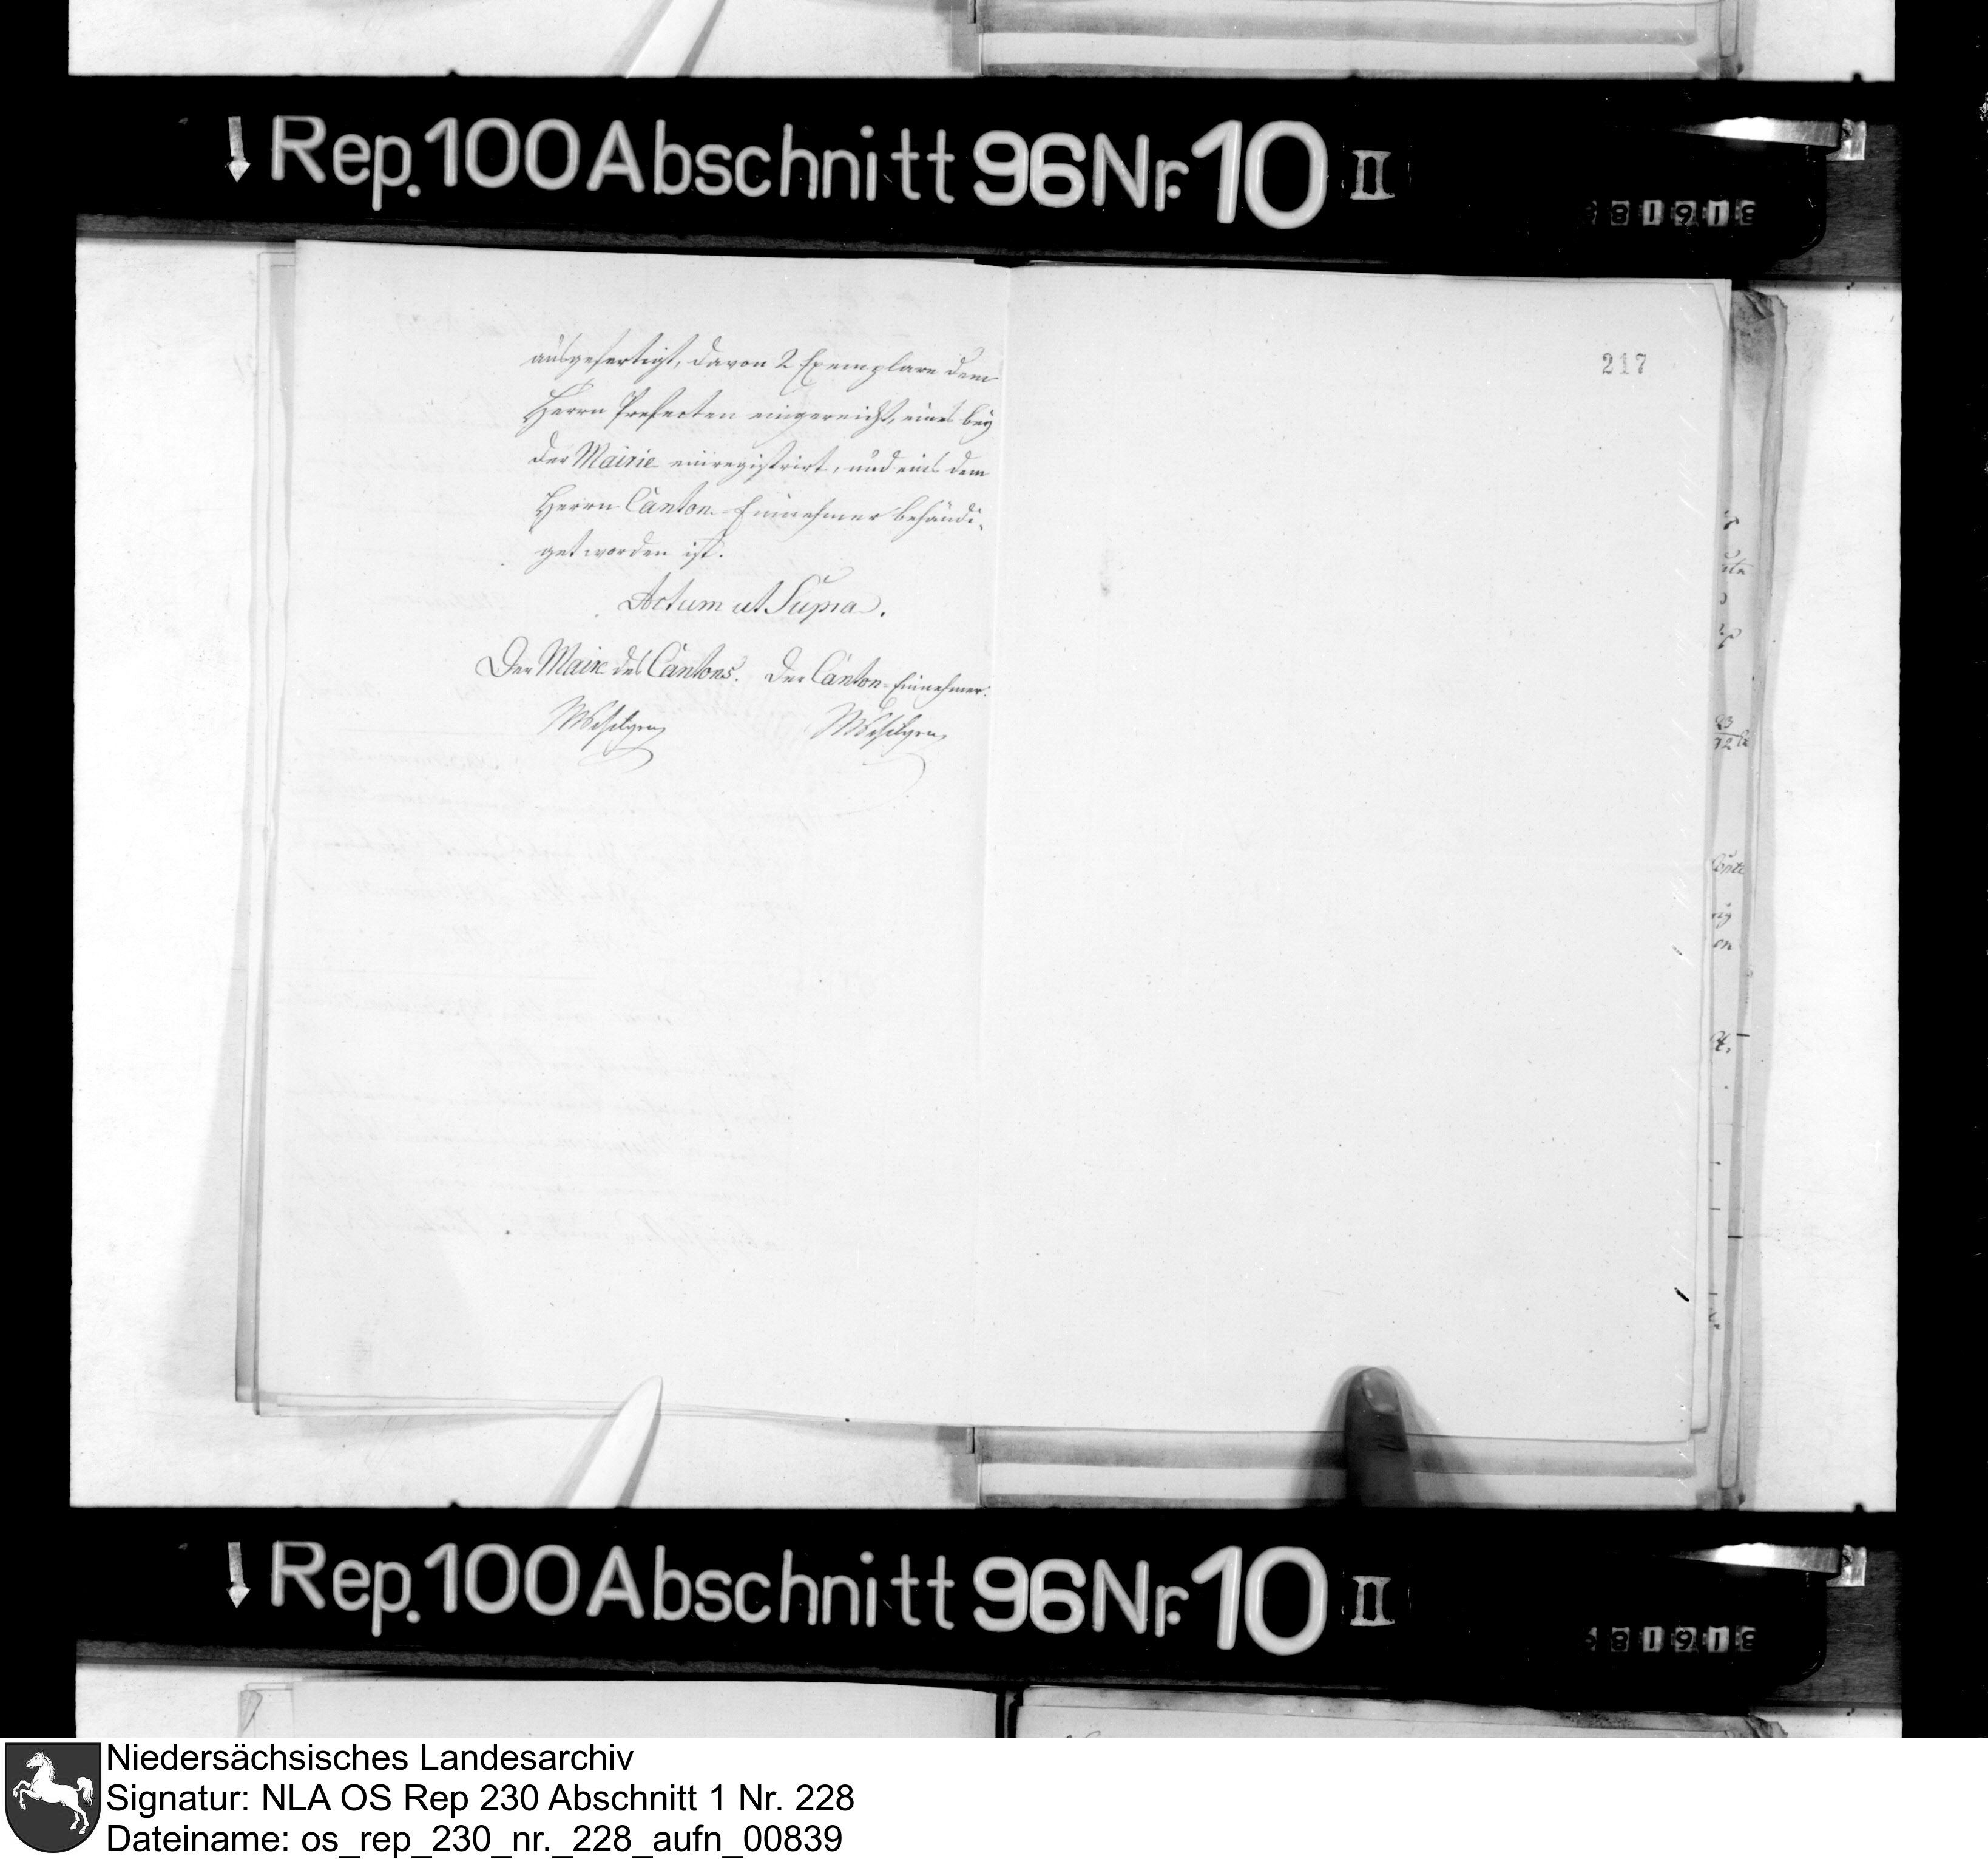 Rep. 100 Abschnitt 96 Nr. 10 II
217
ausgefertigt, davon 2 Exemplare dem
Herrn Prefecten eingereicht, eines bey
der Mairie einregistrirt, und eins dem
Herrn Canton-Einnehmer behändi-
get worden ist.
Actum ut Supra.
Der Maire des Cantons. Der Canton-Einnehmer.
Rep. 100 Abschnitt 96 Nr. 10 II
Niedersächsisches Landesarchiv
Signatur: NLA OS Rep 230 Abschnitt 1 Nr. 228
Dateiname: os_rep_230_nr._228_aufn_00839